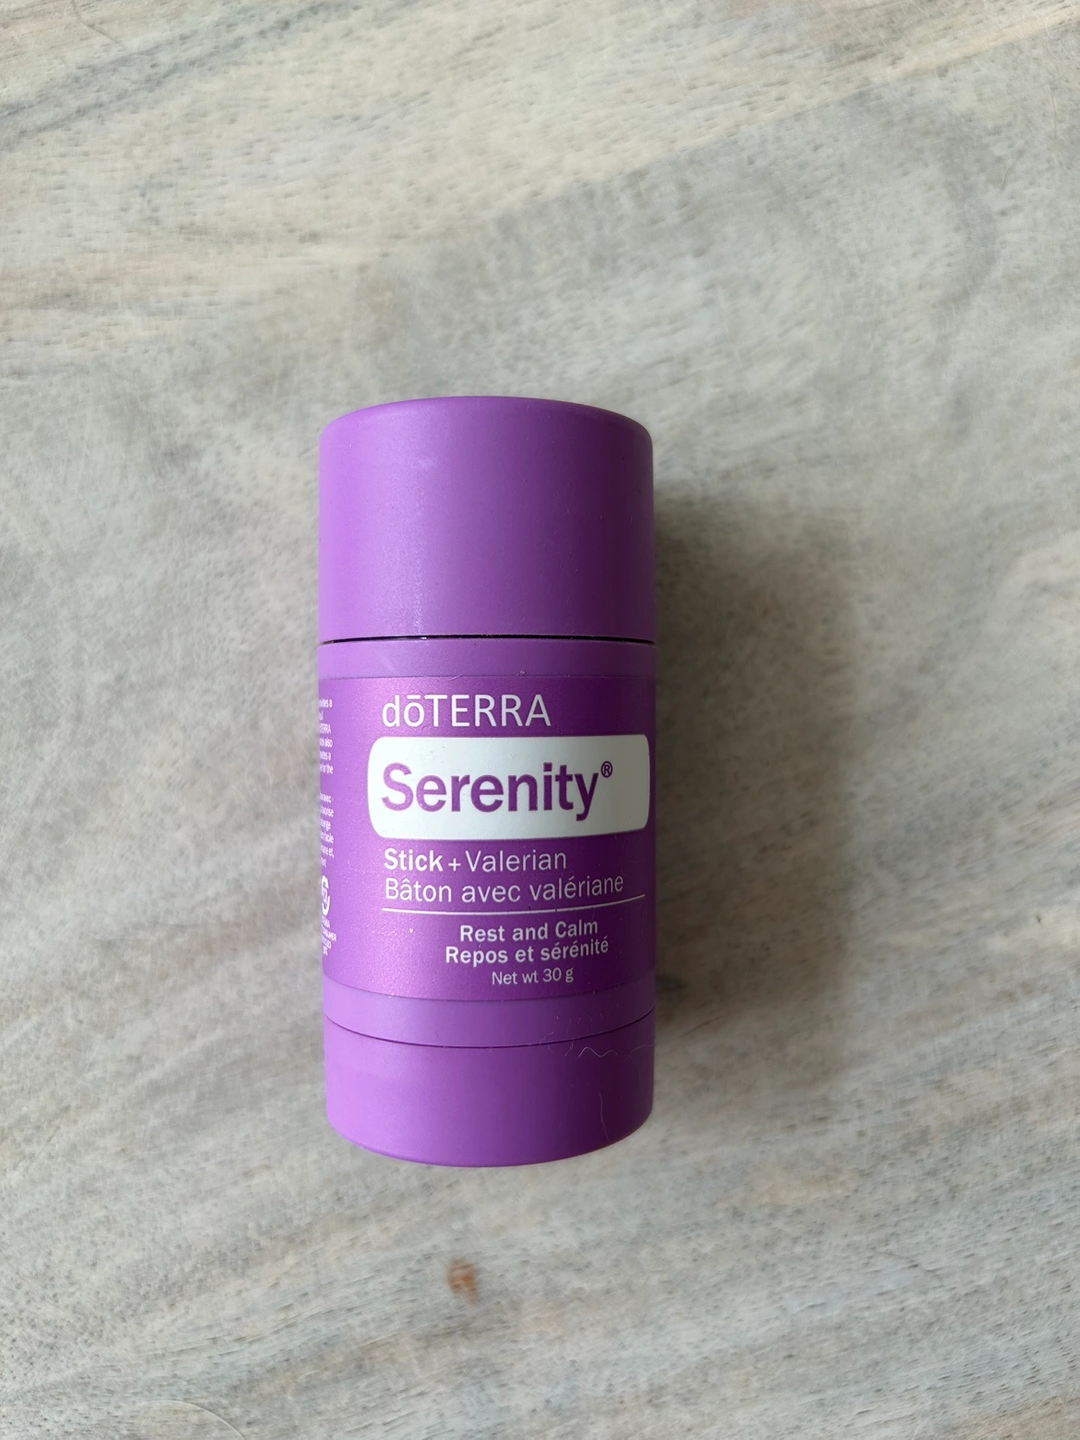 dōTERRA
Serenity®
Stick + Valerian
Bâton avec valériane
Rest and Calm
Repos et sérénité
Net wt 30 g